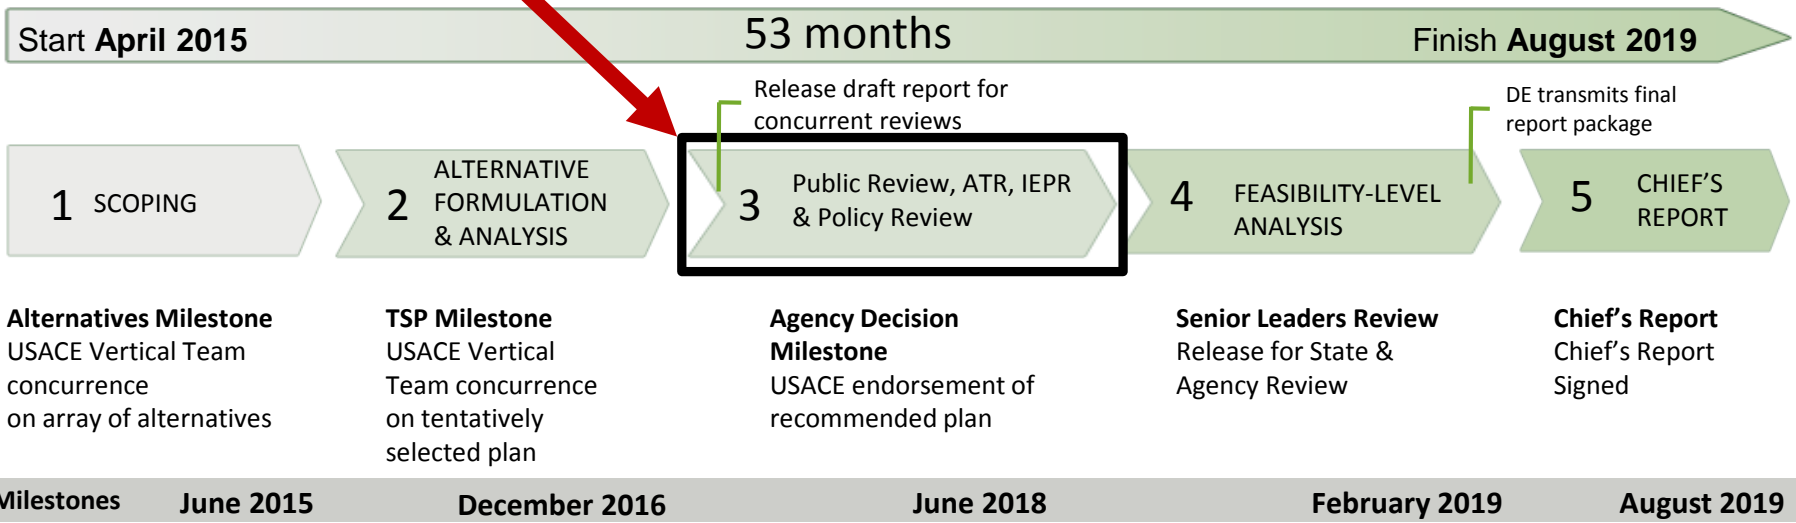 Start April 2015
53 months
Finish August 2019
Release draft report for
concurrent reviews
DE transmits final
report package
1 SCOPING
2 ALTERNATIVE
FORMULATION
& ANALYSIS
3 Public Review, ATR, IEPR
& Policy Review
4 FEASIBILITY-LEVEL
ANALYSIS
5 CHIEF'S
REPORT
Alternatives Milestone
USACE Vertical Team
concurrence
on array of alternatives
TSP Milestone
USACE Vertical
Team concurrence
on tentatively
selected plan
Agency Decision
Milestone
USACE endorsement of
recommended plan
Senior Leaders Review
Release for State &
Agency Review
Chief's Report
Chief's Report
Signed
Milestones June 2015 December 2016 June 2018 February 2019 August 2019